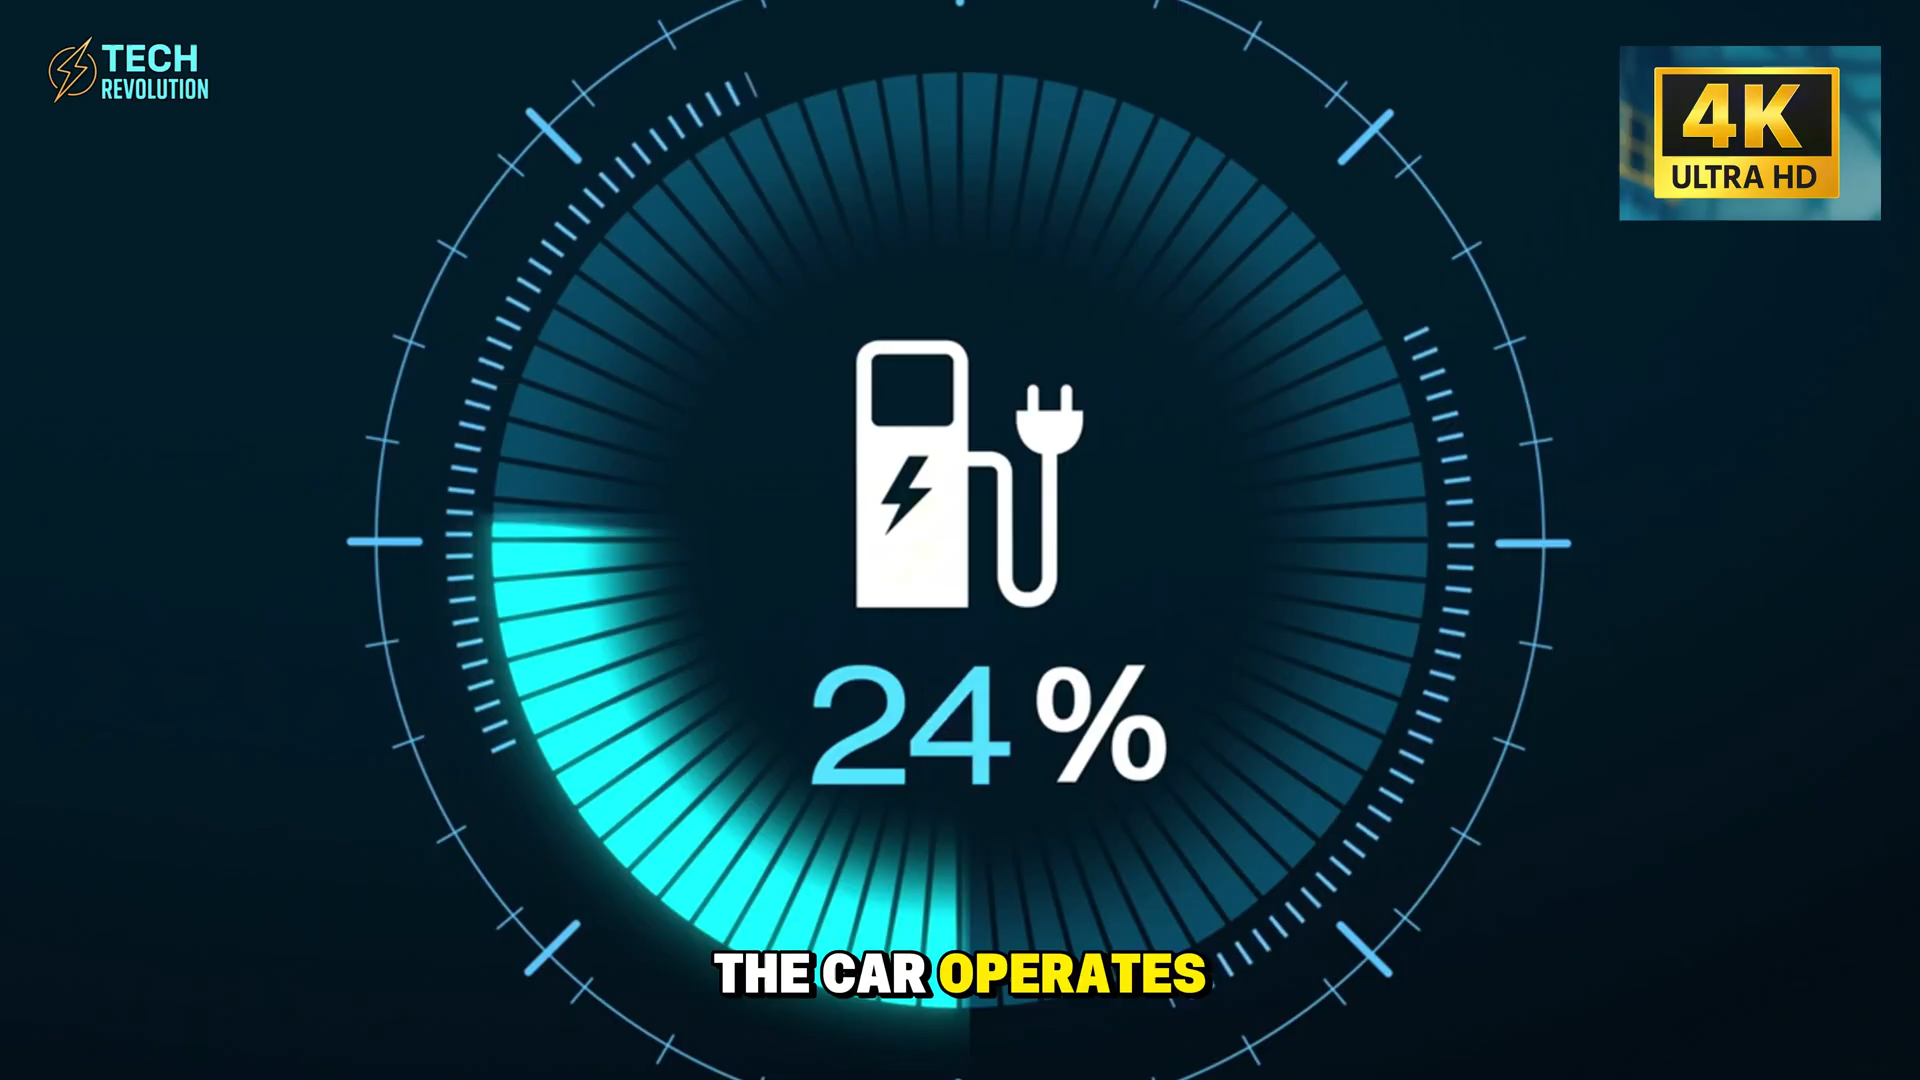 TECH
REVOLUTION
4K
ULTRA HD
24%
THE CAR OPERATES